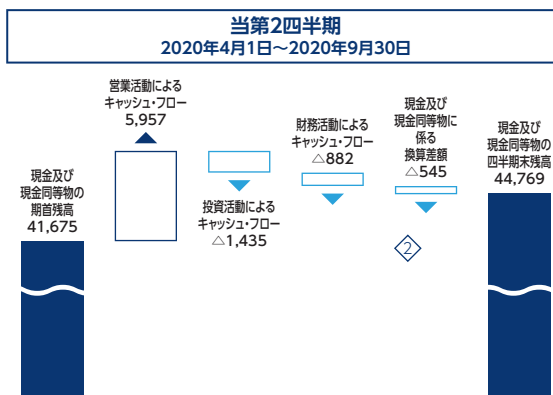 当第2四半期
2020年4月1日～2020年9月30日
現金及び
現金同等物の
期首残高
41,675
営業活動による
キャッシュ・フロー
5,957
投資活動による
キャッシュ・フロー
△1,435
財務活動による
キャッシュ・フロー
△882
現金及び
現金同等物に
係る
換算差額
△545
2
現金及び
現金同等物の
四半期末残高
44,769